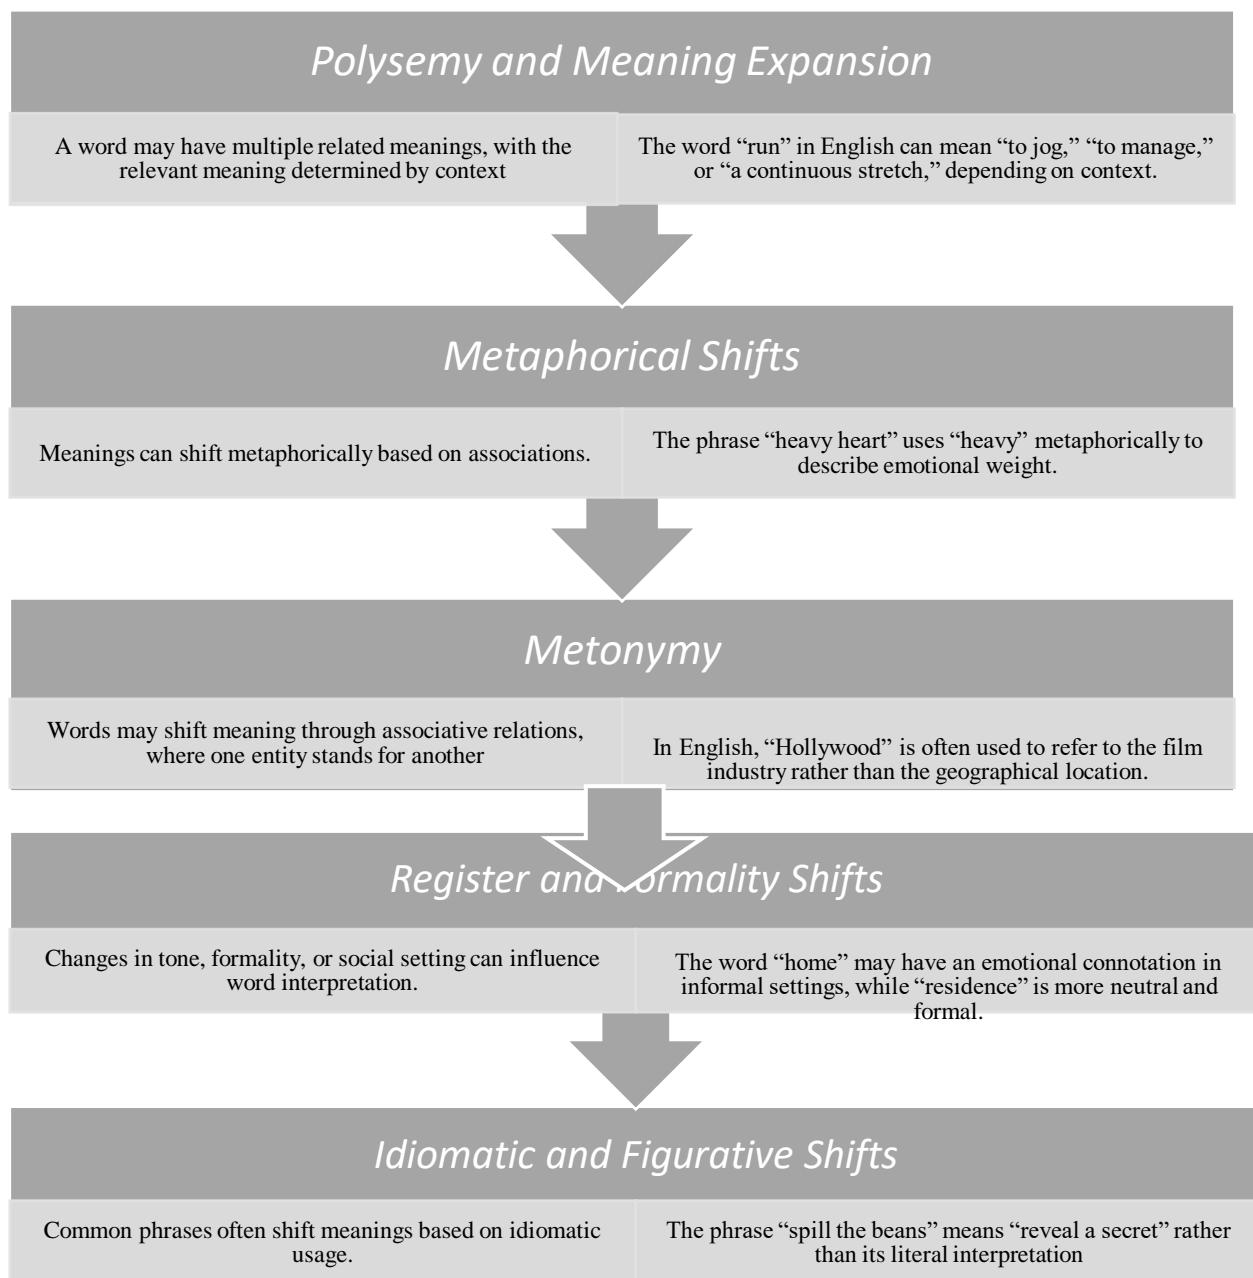 Polysemy and Meaning Expansion
A word may have multiple related meanings, with the
relevant meaning determined by context
The word “run” in English can mean “to jog,” “to manage,”
or “a continuous stretch,” depending on context.
Metaphorical Shifts
Meanings can shift metaphorically based on associations.
The phrase “heavy heart” uses “heavy” metaphorically to
describe emotional weight.
Metonymy
Words may shift meaning through associative relations,
where one entity stands for another
In English, “Hollywood” is often used to refer to the film
industry rather than the geographical location.
Register and Formality Shifts
Changes in tone, formality, or social setting can influence
word interpretation.
The word “home” may have an emotional connotation in
informal settings, while “residence” is more neutral and
formal.
Idiomatic and Figurative Shifts
Common phrases often shift meanings based on idiomatic
usage.
The phrase “spill the beans” means “reveal a secret” rather
than its literal interpretation